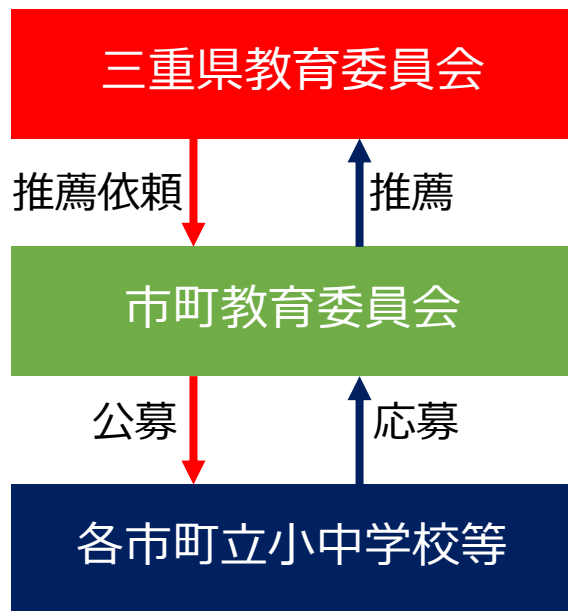 三重県教育委員会
推薦依頼
推薦
市町教育委員会
公募
応募
各市町立小中学校等